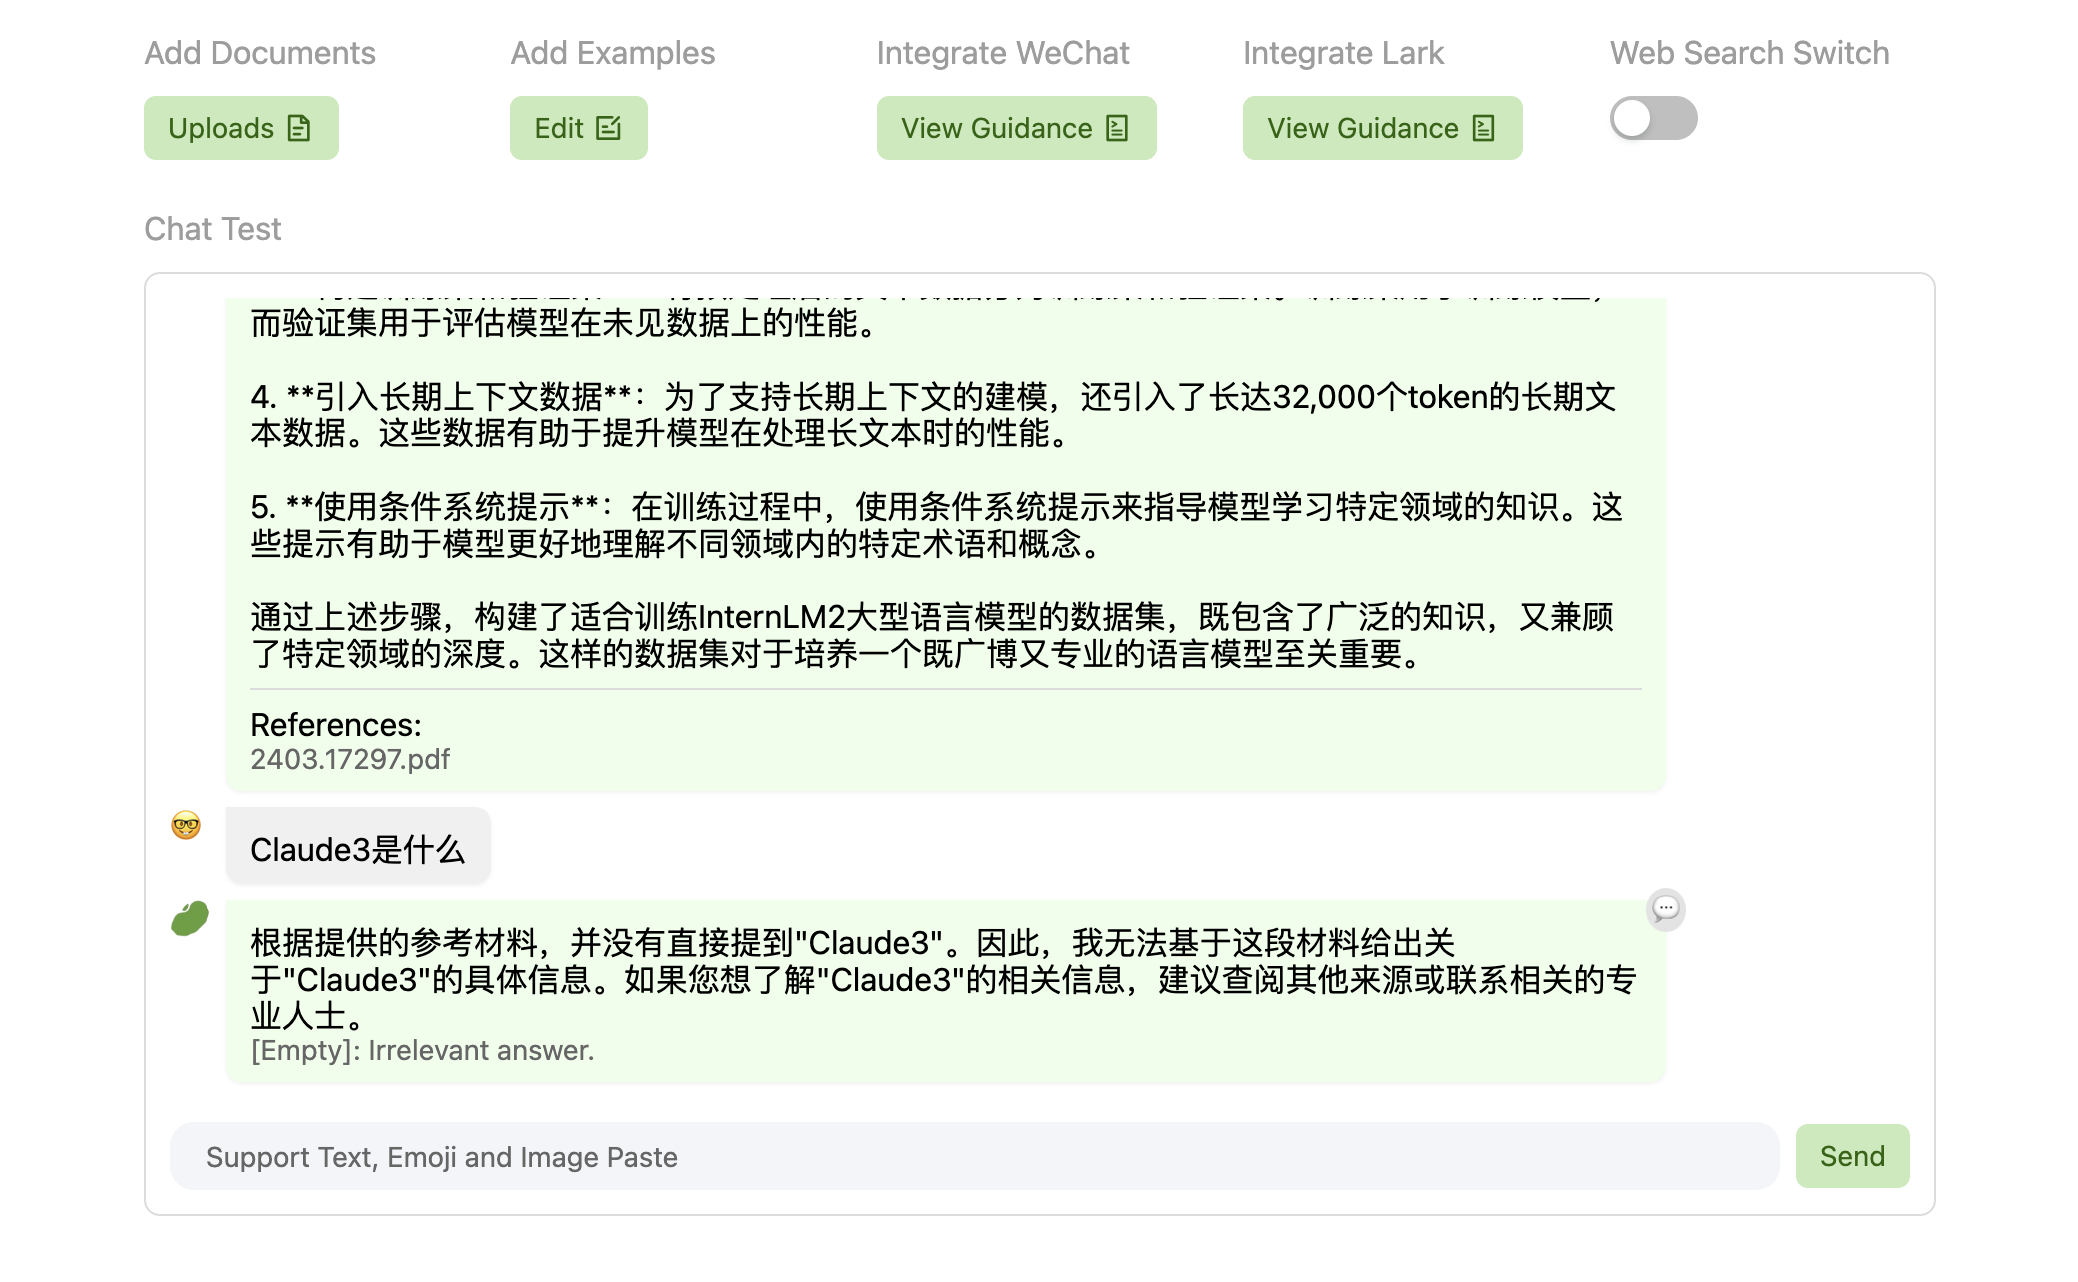 Add Documents
Add Examples
Integrate WeChat
Integrate Lark
Web Search Switch
Uploads
Edit
View Guidance
View Guidance
Chat Test
而验证集用于评估模型在未见数据上的性能。
4. **引入长期上下文数据**：为了支持长期上下文的建模，还引入了长达32,000个token的长期文
本数据。这些数据有助于提升模型在处理长文本时的性能。
5. **使用条件系统提示**：在训练过程中，使用条件系统提示来指导模型学习特定领域的知识。这
些提示有助于模型更好地理解不同领域内的特定术语和概念。
通过上述步骤，构建了适合训练InternLM2大型语言模型的数据集，既包含了广泛的知识，又兼顾
了特定领域的深度。这样的数据集对于培养一个既广博又专业的语言模型至关重要。
References:
2403.17297.pdf
Claude3是什么
根据提供的参考材料，并没有直接提到"Claude3"。因此，我无法基于这段材料给出关
于"Claude3"的具体信息。如果您想了解"Claude3"的相关信息，建议查阅其他来源或联系相关的专
业人士。
[Empty]: Irrelevant answer.
Support Text, Emoji and Image Paste
Send